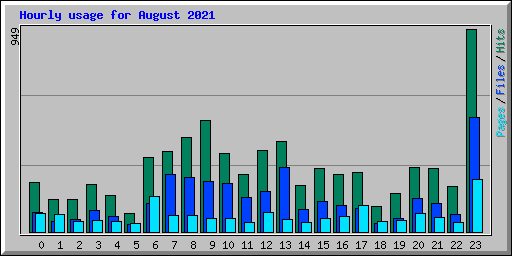 Hourly usage for August 2021
949
Pages / Files / Hits
0 1 2 3 4 5 6 7 8 9 10 11 12 13 14 15 16 17 18 19 20 21 22 23